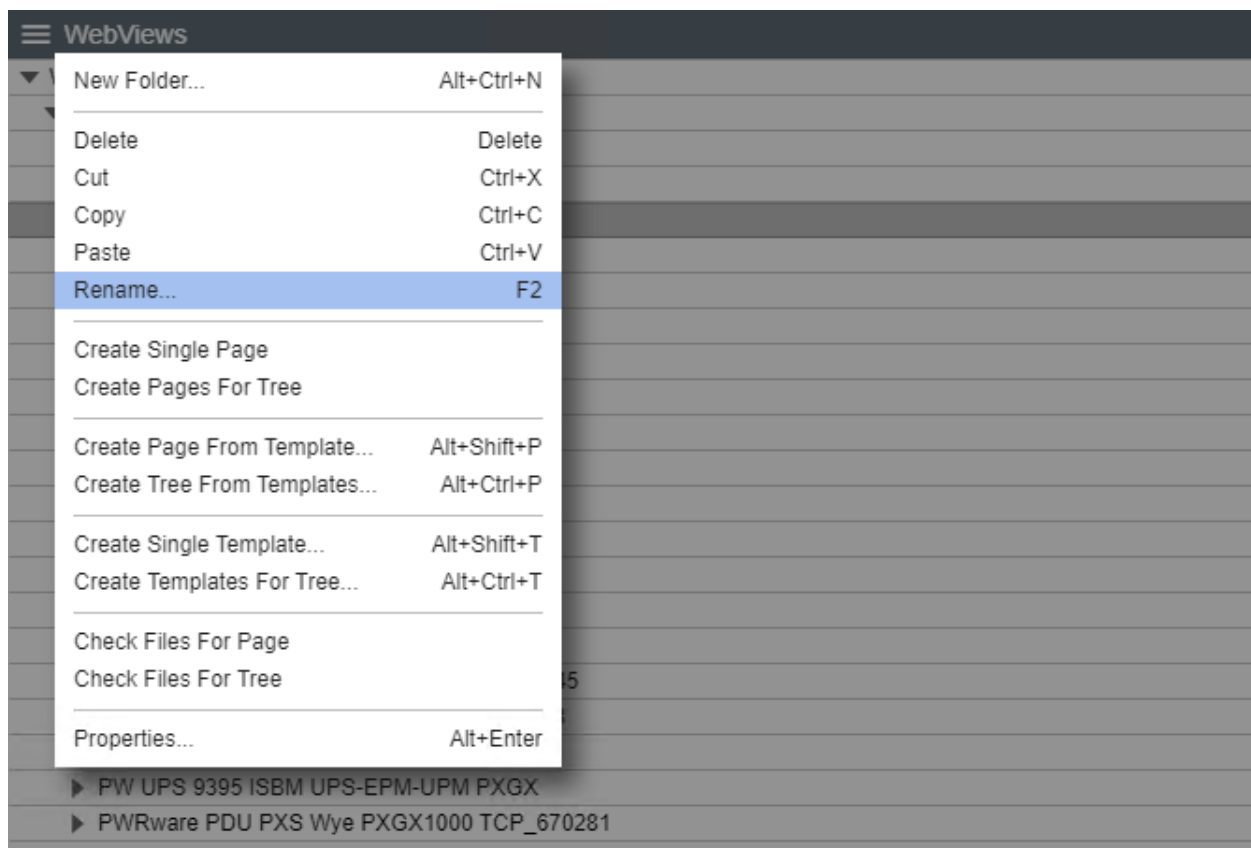 WebViews
New Folder... Alt+Ctrl+N
Delete Delete
Cut Ctrl+X
Copy Ctrl+C
Paste Ctrl+V
Rename... F2
Create Single Page
Create Pages For Tree
Create Page From Template... Alt+Shift+P
Create Tree From Templates... Alt+Ctrl+P
Create Single Template... Alt+Shift+T
Create Templates For Tree... Alt+Ctrl+T
Check Files For Page
Check Files For Tree
Properties... Alt+Enter
PW UPS 9395 ISBM UPS-EPM-UPM PXGX
PWRware PDU PXS Wye PXGX1000 TCP_670281